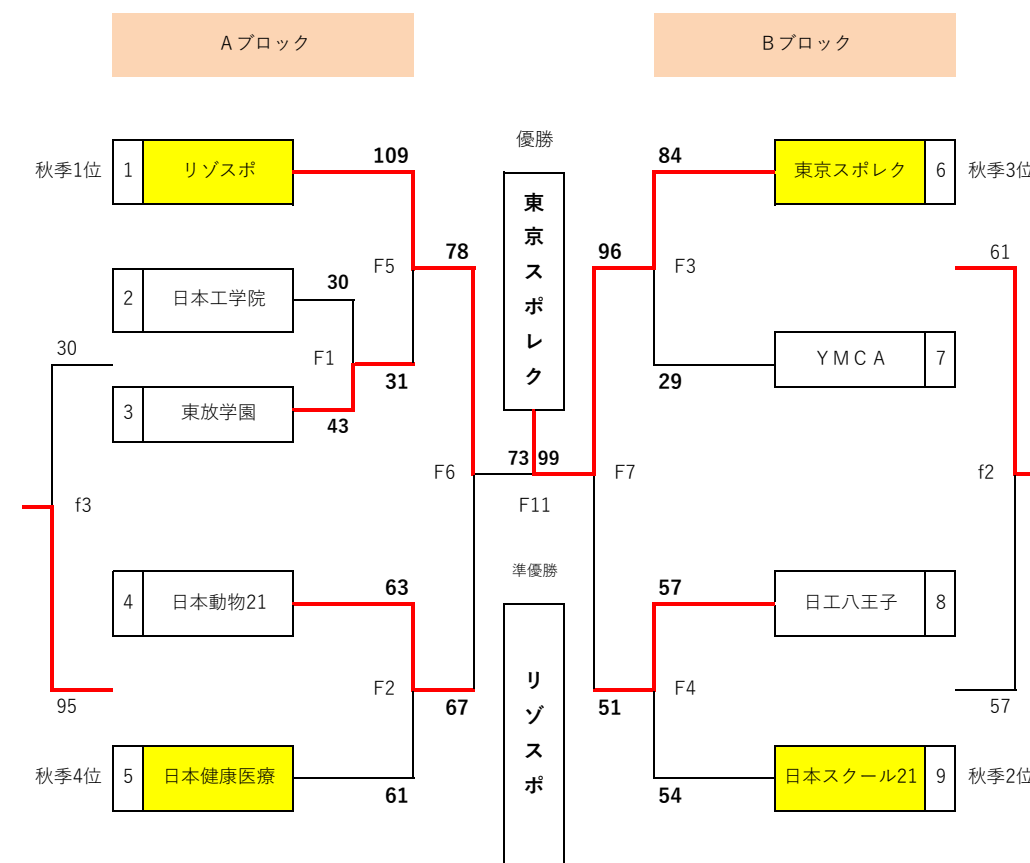 Aブロック
Bブロック
優勝
秋季1位
1
リゾスポ
109
84
東京スポレク
6
秋季3位
東京スポレク
F5
78
96
F3
61
2
日本工学院
30
30
F1
31
29
YMCA
7
3
東放学園
43
F6
73
99
F7
f2
f3
F11
準優勝
4
日本動物21
63
57
日工八王子
8
リゾスポ
95
F2
67
51
F4
57
秋季4位
5
日本健康医療
61
54
日本スクール21
9
秋季2位